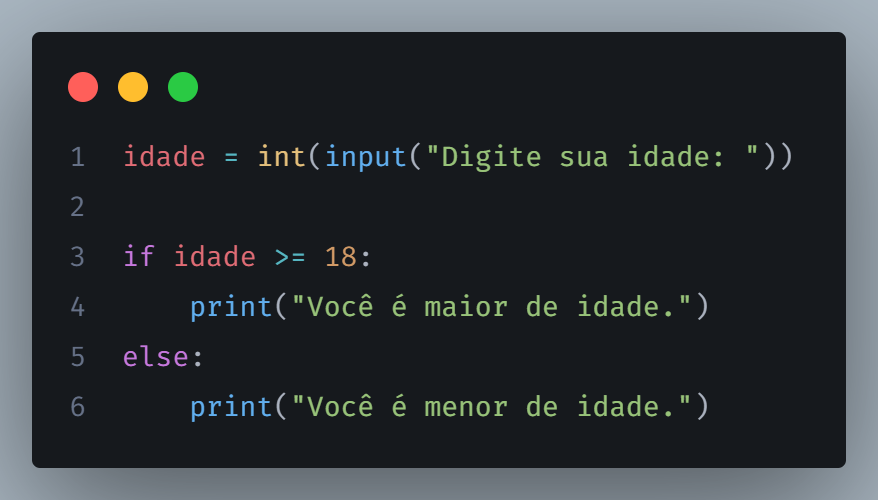 1 idade = int(input("Digite sua idade: "))
2
3 if idade >= 18:
4     print("Você é maior de idade.")
5 else:
6     print("Você é menor de idade.")